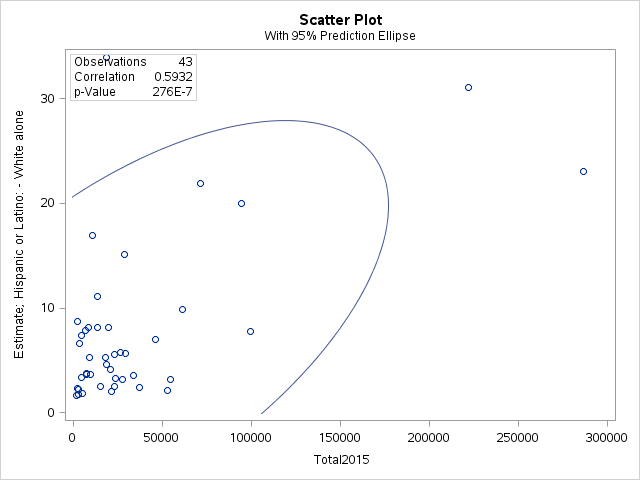 Scatter Plot
With 95% Prediction Ellipse
Observations 43
Correlation 0.5932
p-Value 276E-7
Estimate; Hispanic or Latino: - White alone
30
20
10
0
0 50000 100000 150000 200000 250000 300000
Total2015